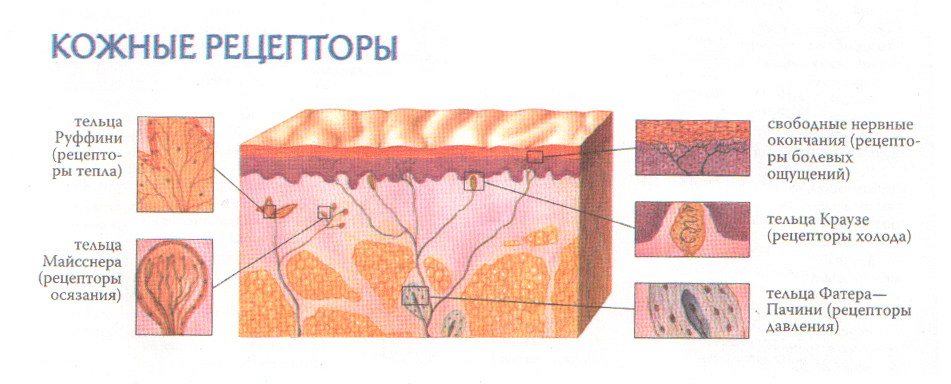 КОЖНЫЕ РЕЦЕПТОРЫ
тельца
Руффини
(рецепто-
ры тепла)
тельца
Майсснера
(рецепторы
осязания)
свободные нервные
окончания (рецепто-
ры болевых
ощущений)
тельца Краузе
(рецепторы холода)
тельца Фатера—
Пачини (рецепторы
давления)